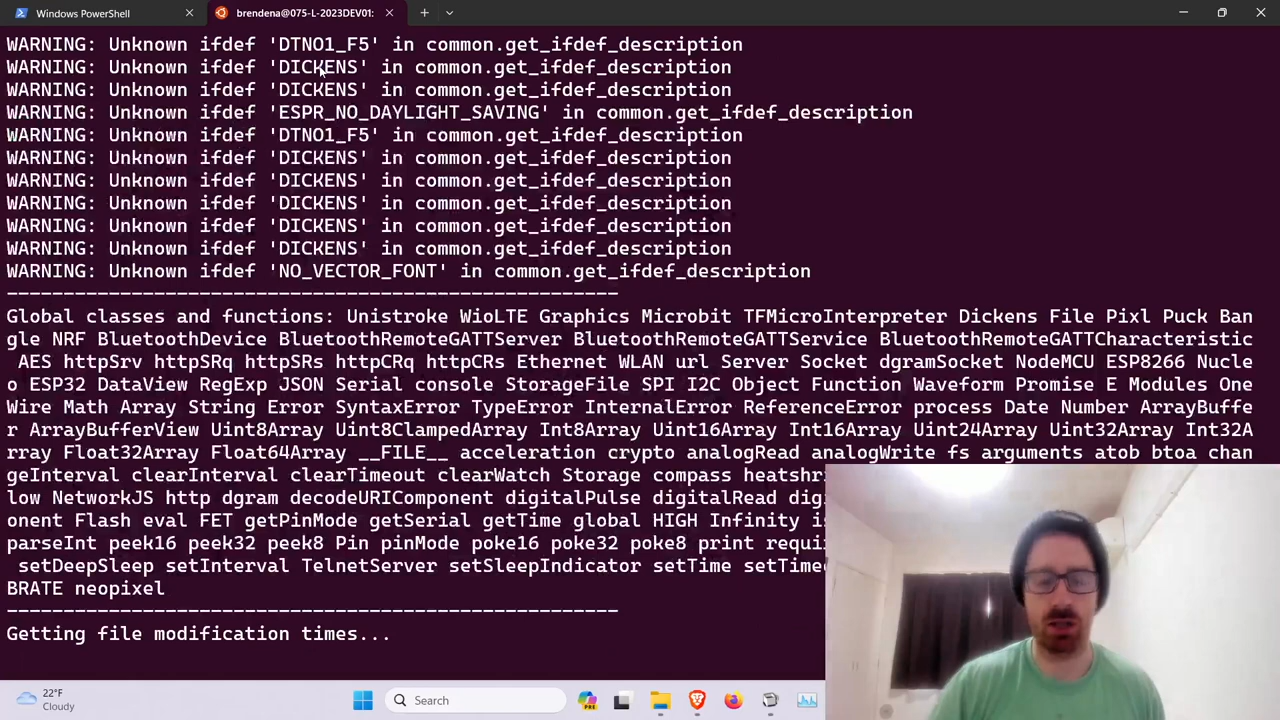 Windows PowerShell
brendena@075-L-2023DEV01:
WARNING: Unknown ifdef 'DTNO1_F5' in common.get_ifdef_description
WARNING: Unknown ifdef 'DICKENS' in common.get_ifdef_description
WARNING: Unknown ifdef 'DICKENS' in common.get_ifdef_description
WARNING: Unknown ifdef 'ESPR_NO_DAYLIGHT_SAVING' in common.get_ifdef_description
WARNING: Unknown ifdef 'DTNO1_F5' in common.get_ifdef_description
WARNING: Unknown ifdef 'DICKENS' in common.get_ifdef_description
WARNING: Unknown ifdef 'DICKENS' in common.get_ifdef_description
WARNING: Unknown ifdef 'DICKENS' in common.get_ifdef_description
WARNING: Unknown ifdef 'DICKENS' in common.get_ifdef_description
WARNING: Unknown ifdef 'DICKENS' in common.get_ifdef_description
WARNING: Unknown ifdef 'NO_VECTOR_FONT' in common.get_ifdef_description
------------------------------------------------------
Global classes and functions: Unistroke WioLTE Graphics Microbit TFMicroInterpreter Dickens File Pixl Puck Ban
gle NRF BluetoothDevice BluetoothRemoteGATTServer BluetoothRemoteGATTService BluetoothRemoteGATTCharacteristic
AES httpSrv httpSRq httpSRs httpCRq httpCRs Ethernet WLAN url Server Socket dgramSocket NodeMCU ESP8266 Nucle
o ESP32 DataView RegExp JSON Serial console StorageFile SPI I2C Object Function Waveform Promise E Modules One
Wire Math Array String Error SyntaxError TypeError InternalError ReferenceError process Date Number ArrayBuffe
r ArrayBufferView Uint8Array Uint8ClampedArray Int8Array Uint16Array Int16Array Uint24Array Uint32Array Int32A
rray Float32Array Float64Array __FILE__ acceleration crypto analogRead analogWrite fs arguments atob btoa chan
geInterval clearInterval clearTimeout clearWatch Storage compass heatshri
low NetworkJS http dgram decodeURIComponent digitalPulse digitalRead dig
onent Flash eval FET getPinMode getSerial getTime global HIGH Infinity is
parseInt peek16 peek32 peek8 Pin pinMode poke16 poke32 poke8 print requi
setDeepSleep setInterval TelnetServer setSleepIndicator setTime setTimeo
BRATE neopixel
------------------------------------------------------
Getting file modification times...
22°F
Cloudy
Search
PRE